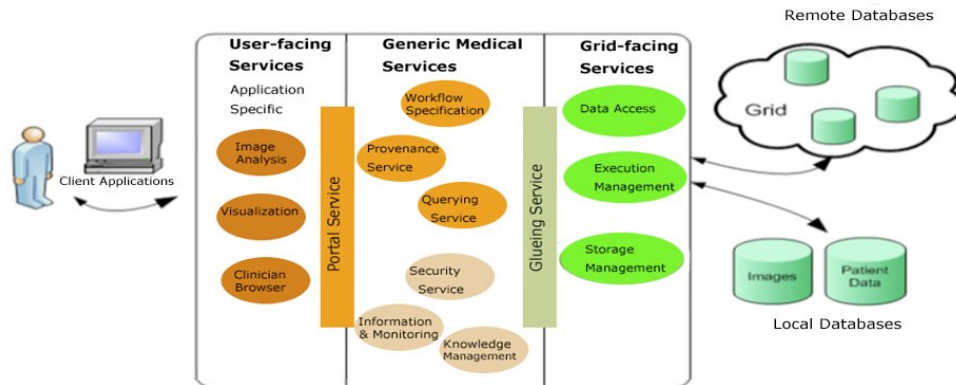 Remote Databases
User-facing
Services
Generic Medical
Services
Grid-facing
Services
Application
Specific
Image
Analysis
Visualization
Clinician
Browser
Portal Service
Workflow
Specification
Provenance
Service
Querying
Service
Security
Service
Information
& Monitoring
Knowledge
Management
Glueing Service
Data Access
Execution
Management
Storage
Management
Client Applications
Grid
Images
Patient
Data
Local Databases